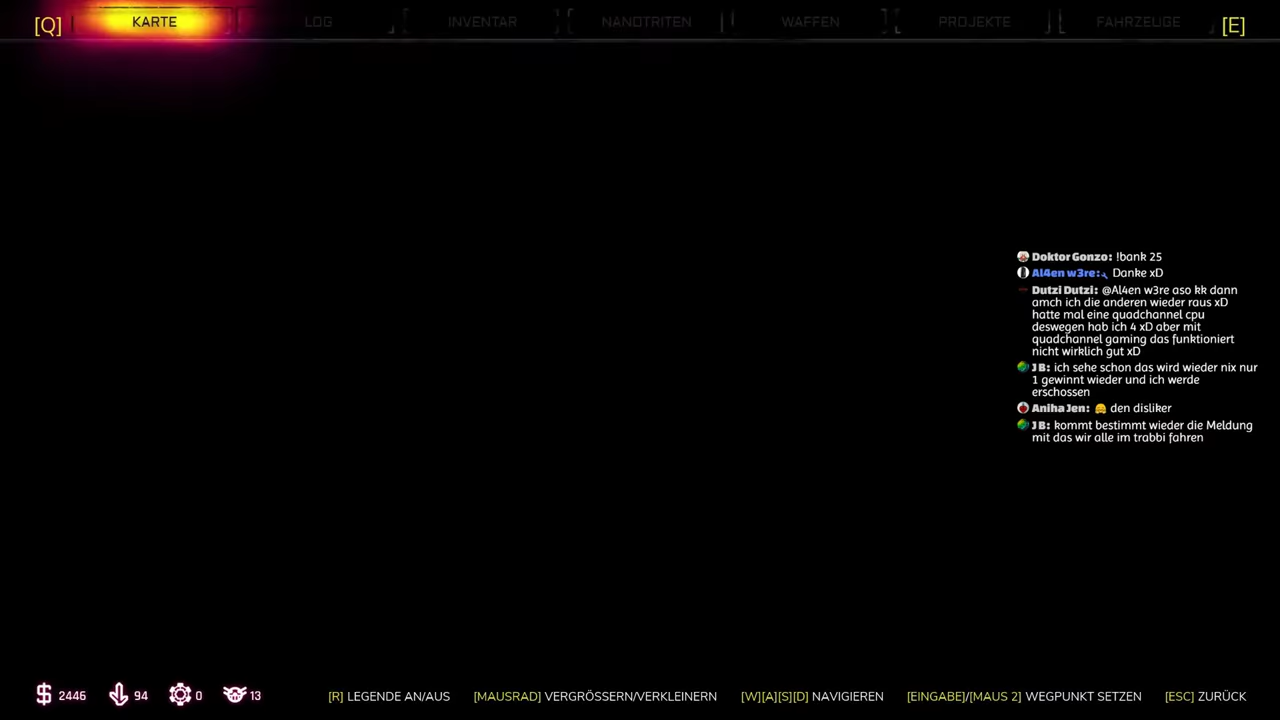 [Q] KARTE LOG INVENTAR NANOTRITEN WAFFEN PROJEKTE FAHRZEUGE [E]
Doktor Gonzo: !bank 25
Al4en w3re: Danke xD
Dutzi Dutzi: @Al4en w3re aso kk dann
amch ich die anderen wieder raus xD
hatte mal eine quadchannel cpu
deswegen hab ich 4 xD aber mit
quadchannel gaming das funktioniert
nicht wirklich gut xD
J B: ich sehe schon das wird wieder nix nur
1 gewinnt wieder und ich werde
erschossen
Aniha Jen: den disliker
J B: kommt bestimmt wieder die Meldung
mit das wir alle im trabbi fahren
2446 94 0 13 [R] LEGENDE AN/AUS [MAUSRAD] VERGRÖSSERN/VERKLEINERN [W][A][S][D] NAVIGIEREN [EINGABE]/[MAUS 2] WEGPUNKT SETZEN [ESC] ZURÜCK